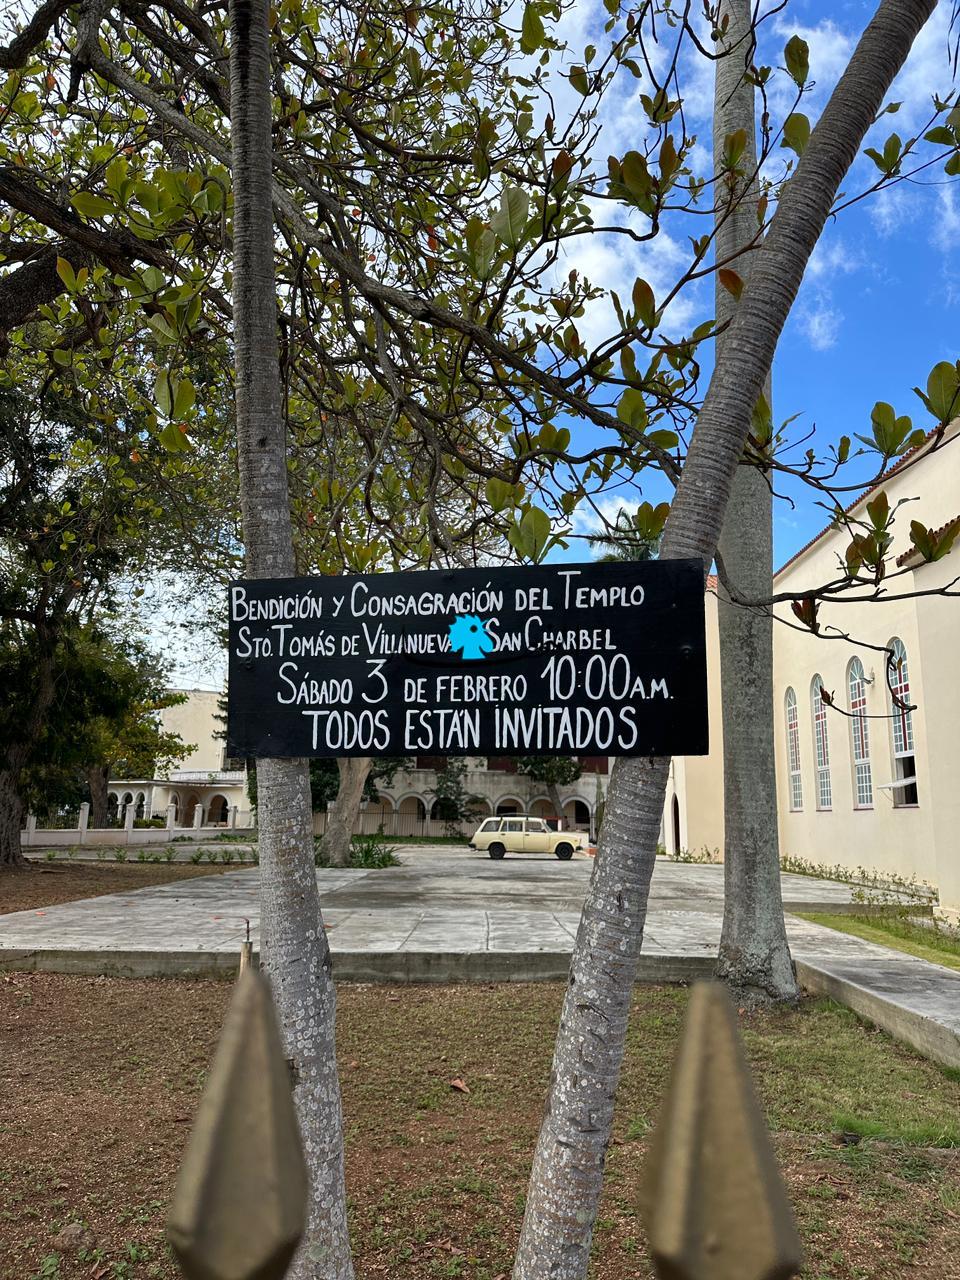 BENDICIÓN Y CONSAGRACIÓN DEL TEMPLO
STO. TOMÁS DE VILLANUEVA SAN CHARBEL
SÁBADO 3 DE FEBRERO 10:00 A.M.
TODOS ESTÁN INVITADOS